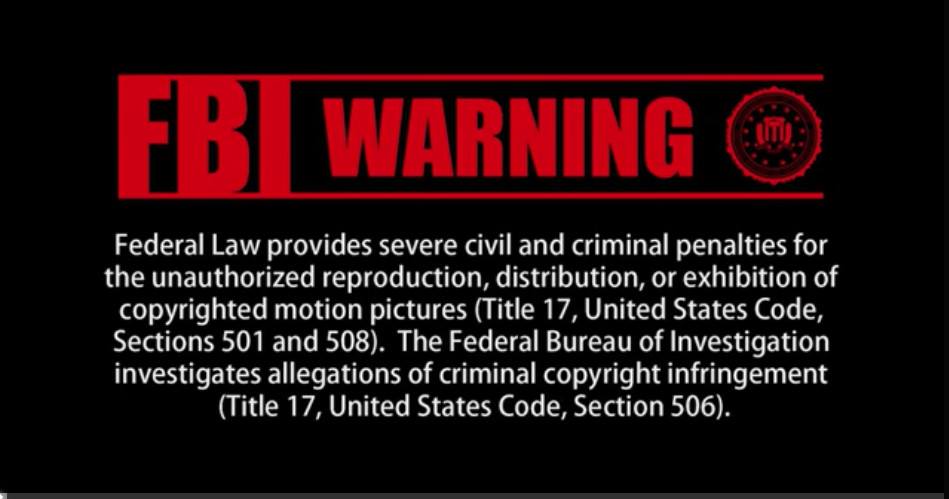 FBI WARNING
Federal Law provides severe civil and criminal penalties for
the unauthorized reproduction, distribution, or exhibition of
copyrighted motion pictures (Title 17, United States Code,
Sections 501 and 508).  The Federal Bureau of Investigation
investigates allegations of criminal copyright infringement
(Title 17, United States Code, Section 506).